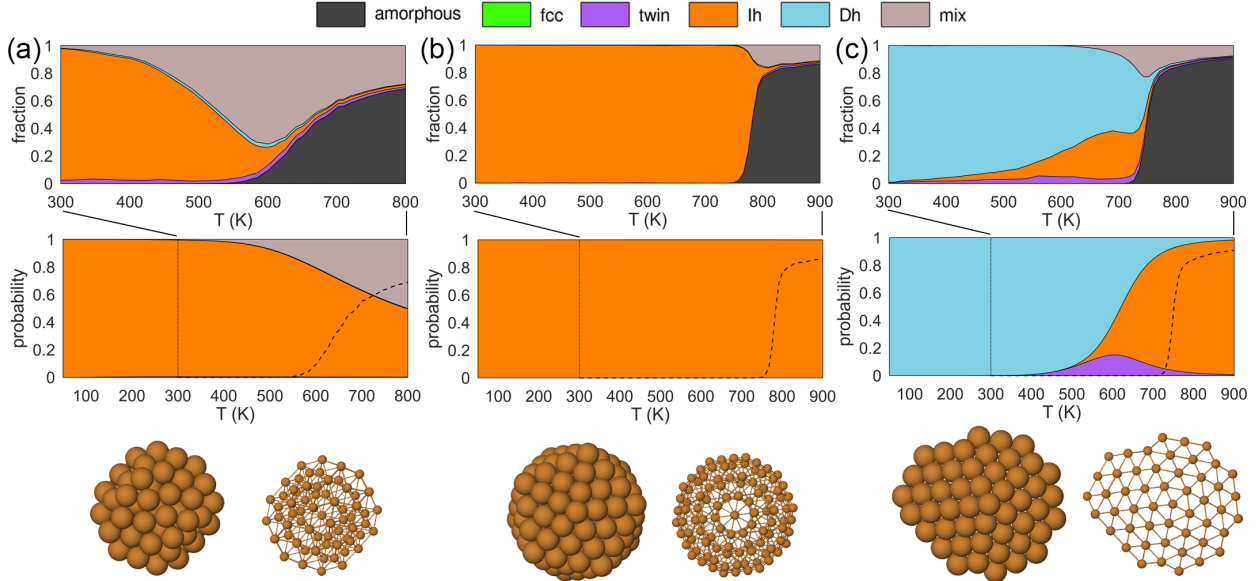 amorphous fcc twin Ih Dh mix
(a) (b) (c)
fraction 1 0.8 0.6 0.4 0.2 0
fraction 1 0.8 0.6 0.4 0.2 0
fraction 1 0.8 0.6 0.4 0.2 0
300 400 500 600 700 800
300 400 500 600 700 800 900
300 400 500 600 700 800 900
T (K) T (K) T (K)
probability 1 0.8 0.6 0.4 0.2 0
probability 1 0.8 0.6 0.4 0.2 0
probability 1 0.8 0.6 0.4 0.2 0
100 200 300 400 500 600 700 800
100 200 300 400 500 600 700 800 900
100 200 300 400 500 600 700 800 900
T (K) T (K) T (K)